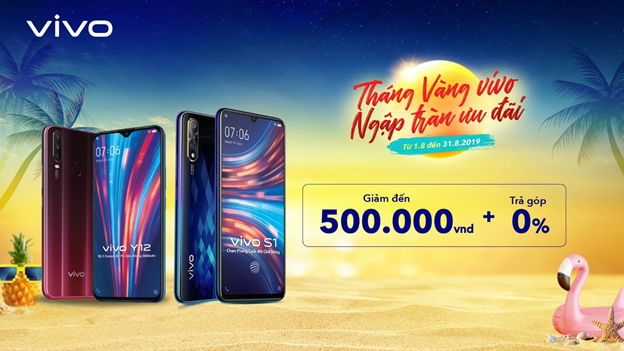 vivo
Tháng Vàng vivo
Ngập tràn ưu đãi
Từ 1.8 đến 31.8.2019
Giảm đến
500.000vnd
+
Trả góp
0%
07:06
vivo Y12
07:06
vivo S1
vivo